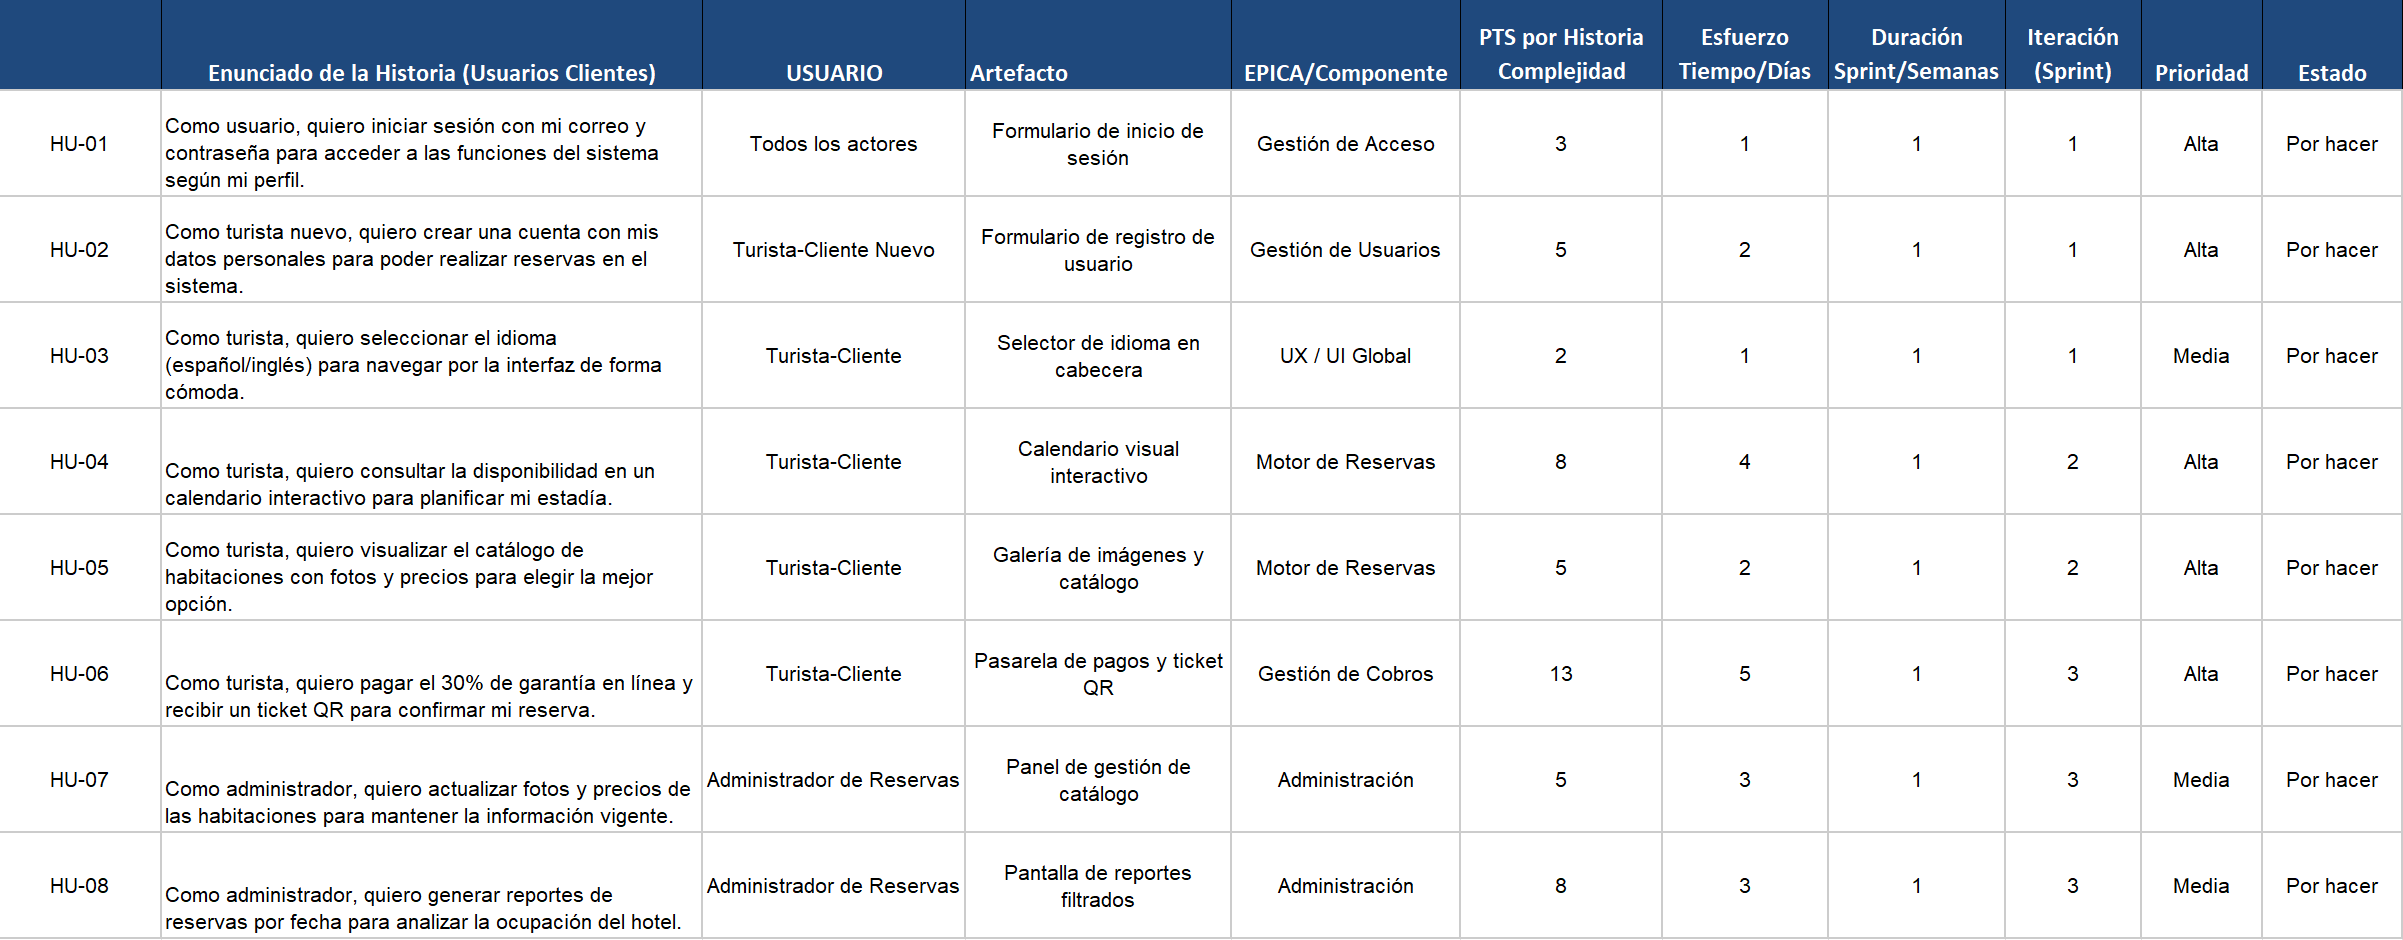 Enunciado de la Historia (Usuarios Clientes)
USUARIO
Artefacto
EPICA/Componente
PTS por Historia
Complejidad
Esfuerzo
Tiempo/Días
Duración
Sprint/Semanas
Iteración
(Sprint)
Prioridad
Estado
HU-01
Como usuario, quiero iniciar sesión con mi correo y
contraseña para acceder a las funciones del sistema
según mi perfil.
Todos los actores
Formulario de inicio de
sesión
Gestión de Acceso
3
1
1
1
Alta
Por hacer
HU-02
Como turista nuevo, quiero crear una cuenta con mis
datos personales para poder realizar reservas en el
sistema.
Turista-Cliente Nuevo
Formulario de registro de
usuario
Gestión de Usuarios
5
2
1
1
Alta
Por hacer
HU-03
Como turista, quiero seleccionar el idioma
(español/inglés) para navegar por la interfaz de forma
cómoda.
Turista-Cliente
Selector de idioma en
cabecera
UX / UI Global
2
1
1
1
Media
Por hacer
HU-04
Como turista, quiero consultar la disponibilidad en un
calendario interactivo para planificar mi estadía.
Turista-Cliente
Calendario visual
interactivo
Motor de Reservas
8
4
1
2
Alta
Por hacer
HU-05
Como turista, quiero visualizar el catálogo de
habitaciones con fotos y precios para elegir la mejor
opción.
Turista-Cliente
Galería de imágenes y
catálogo
Motor de Reservas
5
2
1
2
Alta
Por hacer
HU-06
Como turista, quiero pagar el 30% de garantía en línea y
recibir un ticket QR para confirmar mi reserva.
Turista-Cliente
Pasarela de pagos y ticket
QR
Gestión de Cobros
13
5
1
3
Alta
Por hacer
HU-07
Como administrador, quiero actualizar fotos y precios de
las habitaciones para mantener la información vigente.
Administrador de Reservas
Panel de gestión de
catálogo
Administración
5
3
1
3
Media
Por hacer
HU-08
Como administrador, quiero generar reportes de
reservas por fecha para analizar la ocupación del hotel.
Administrador de Reservas
Pantalla de reportes
filtrados
Administración
8
3
1
3
Media
Por hacer